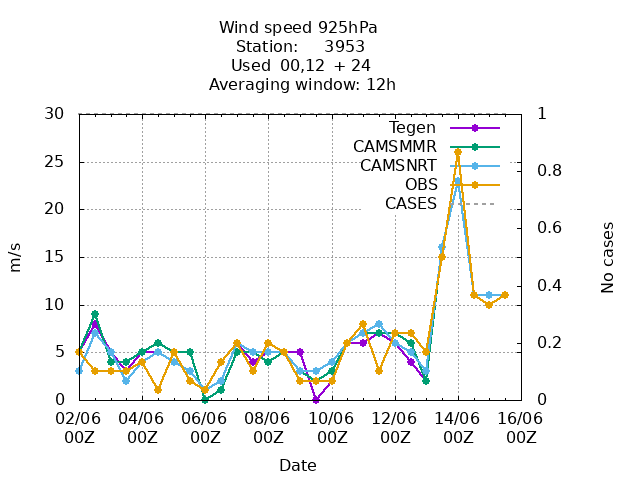 Wind speed 925hPa
Station: 3953
Used 00,12 + 24
Averaging window: 12h
30
25
20
15
10
5
0
1
0.8
0.6
0.4
0.2
0
Tegen
CAMSMMR
CAMSNRT
OBS
CASES
m/s
No cases
02/06 04/06 06/06 08/06 10/06 12/06 14/06 16/06
00Z 00Z 00Z 00Z 00Z 00Z 00Z 00Z
Date